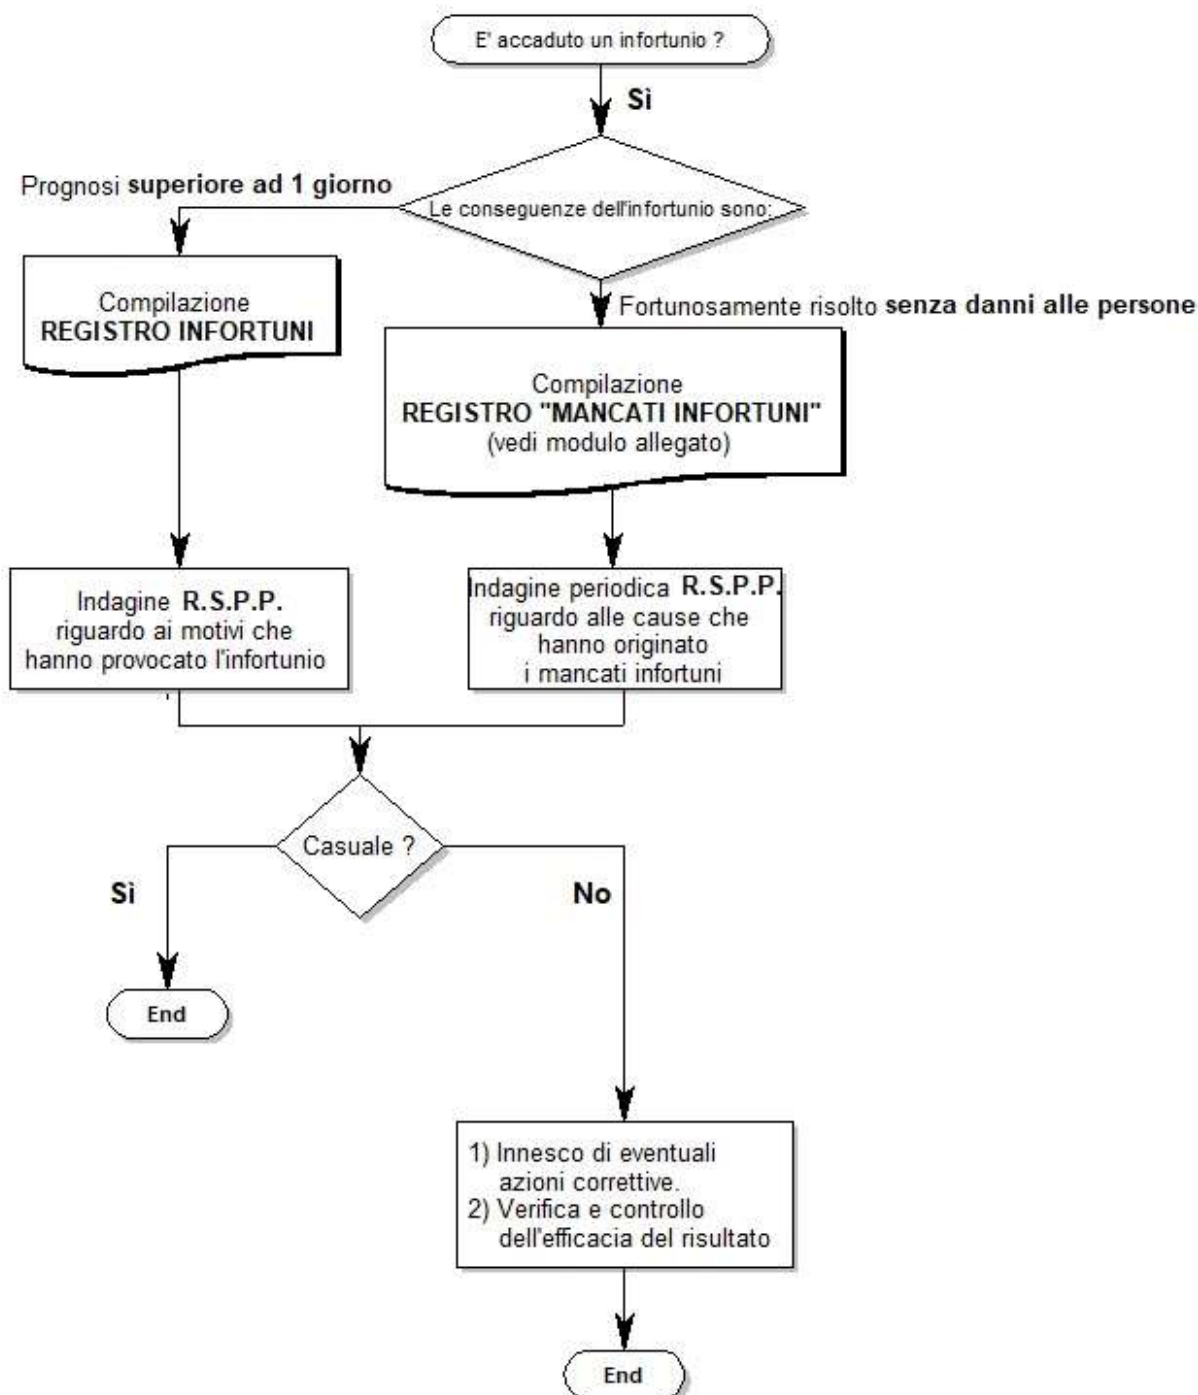 E' accaduto un infortunio ?
Sì
Prognosi superiore ad 1 giorno
Le conseguenze dell'infortunio sono:
Compilazione
REGISTRO INFORTUNI
Fortunosamente risolto senza danni alle persone
Compilazione
REGISTRO "MANCATI INFORTUNI"
(vedi modulo allegato)
Indagine R.S.P.P.
riguardo ai motivi che
hanno provocato l'infortunio
Indagine periodica R.S.P.P.
riguardo alle cause che
hanno originato
i mancati infortuni
Casuale ?
Sì
No
End
1) Innesco di eventuali
azioni correttive.
2) Verifica e controllo
dell'efficacia del risultato
End